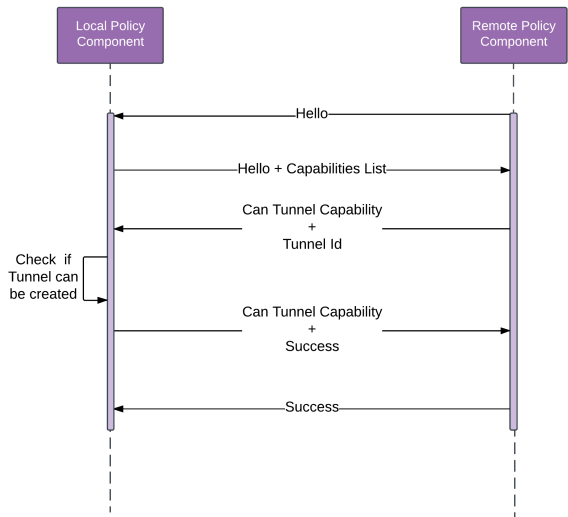 Local Policy
Component
Remote Policy
Component
Hello
Hello + Capabilities List
Can Tunnel Capability
+
Tunnel Id
Check if
Tunnel can
be created
Can Tunnel Capability
+
Success
Success